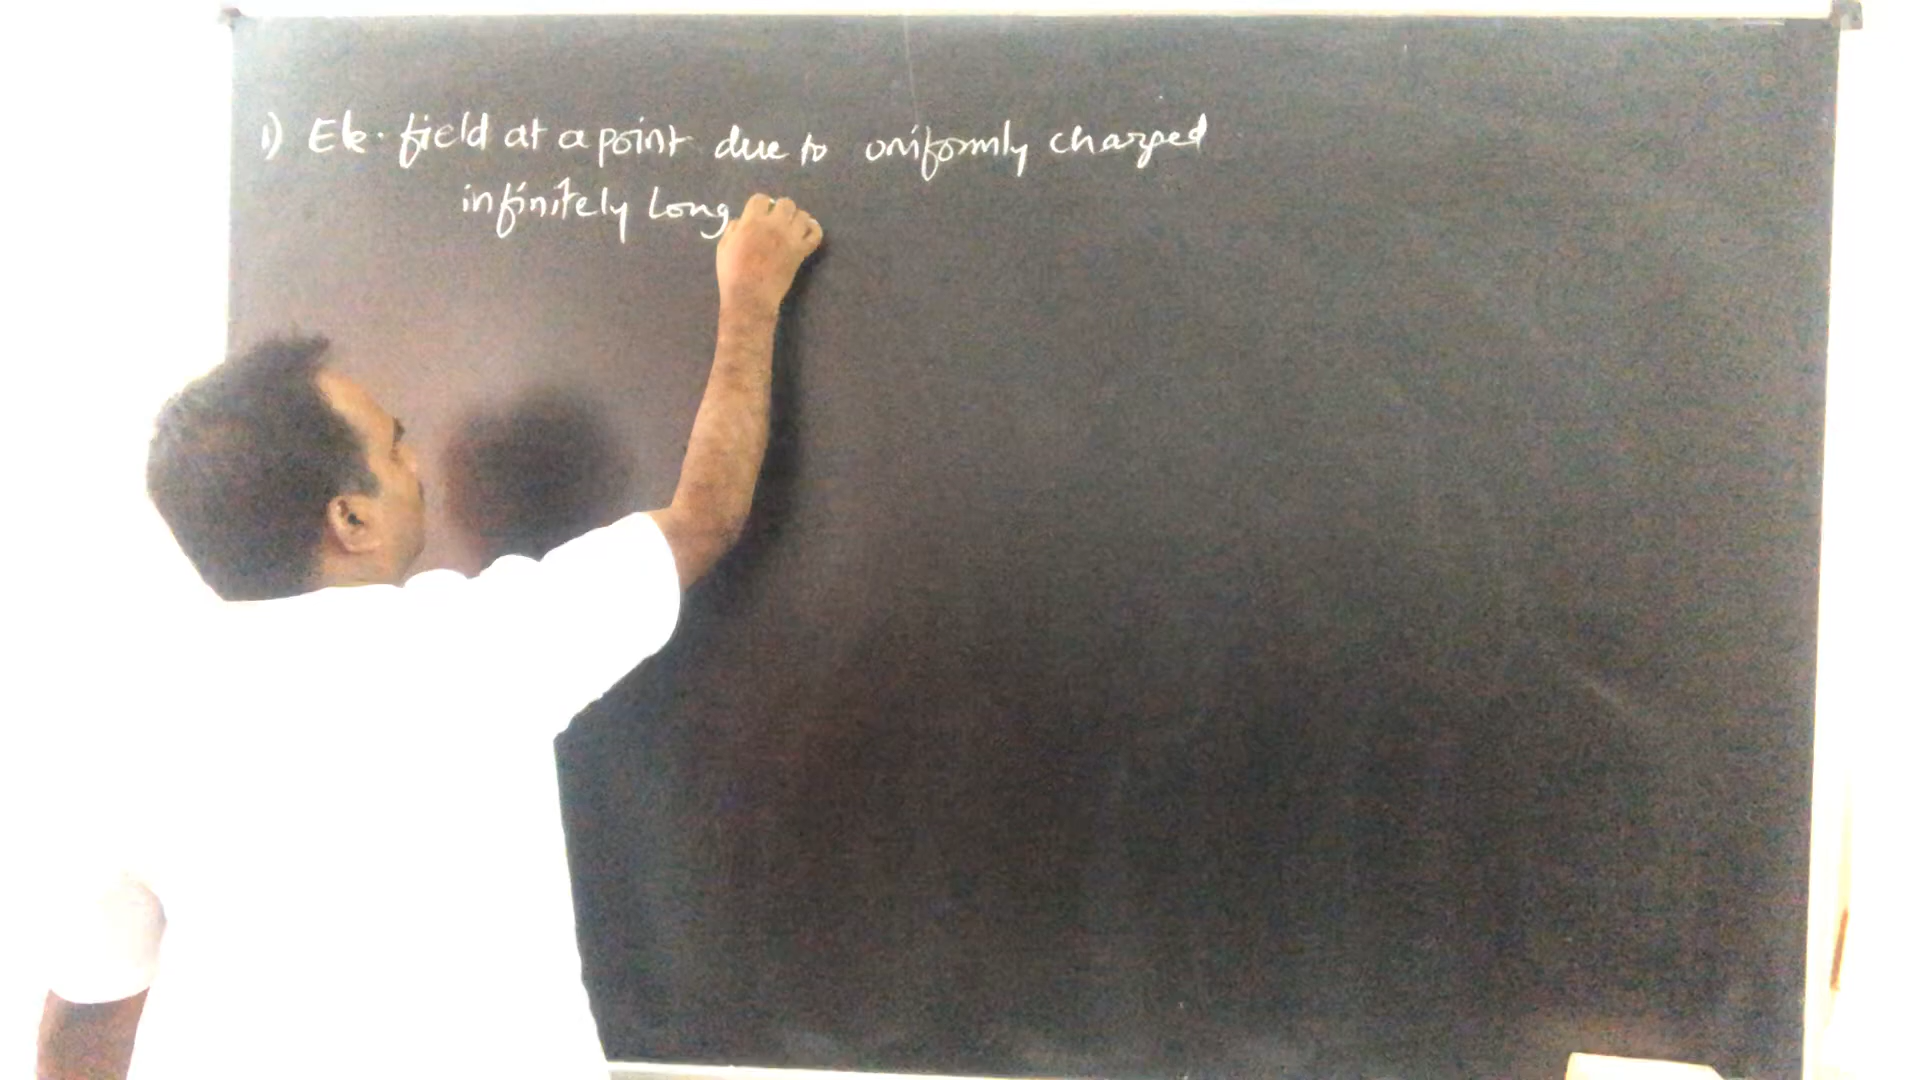 1) Ele. field at a point due to uniformly charged
infinitely Long